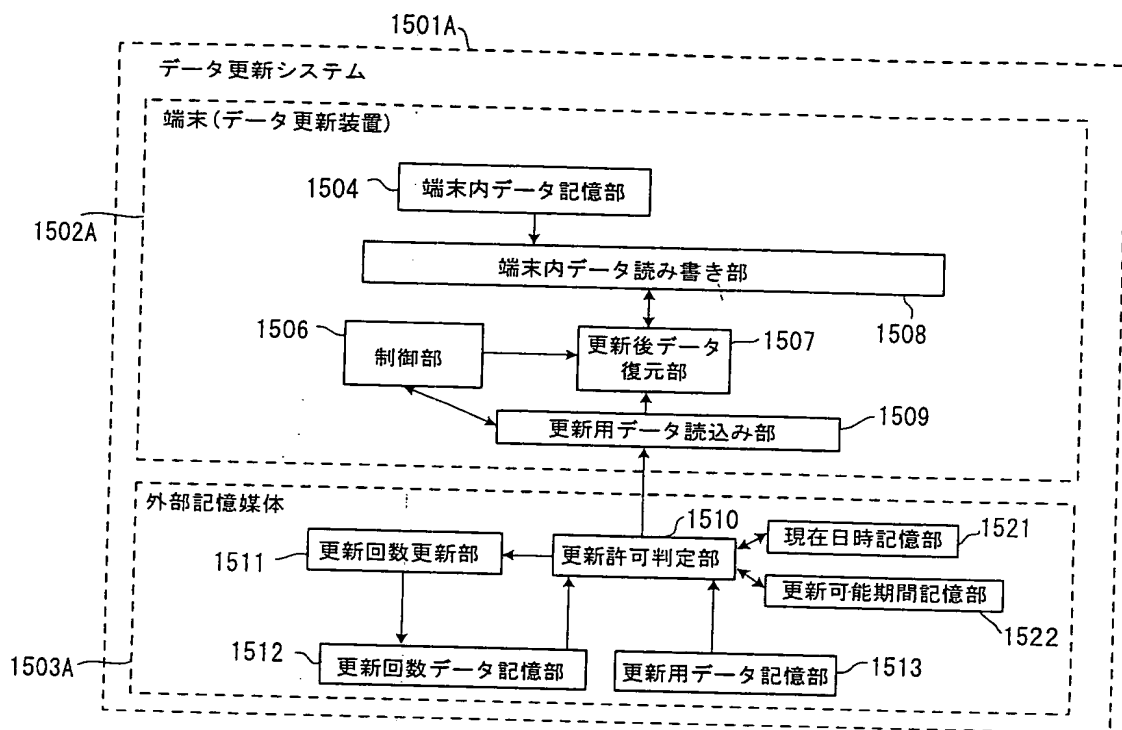 1501A
データ更新システム
端末(データ更新装置)
1504
端末内データ記憶部
1502A
端末内データ読み書き部
1508
1506
制御部
更新後データ
復元部
1507
1509
更新用データ読込み部
外部記憶媒体
1510
1511
更新回数更新部
更新許可判定部
現在日時記憶部
1521
更新可能期間記憶部
1522
1503A
1512
更新回数データ記憶部
更新用データ記憶部
1513